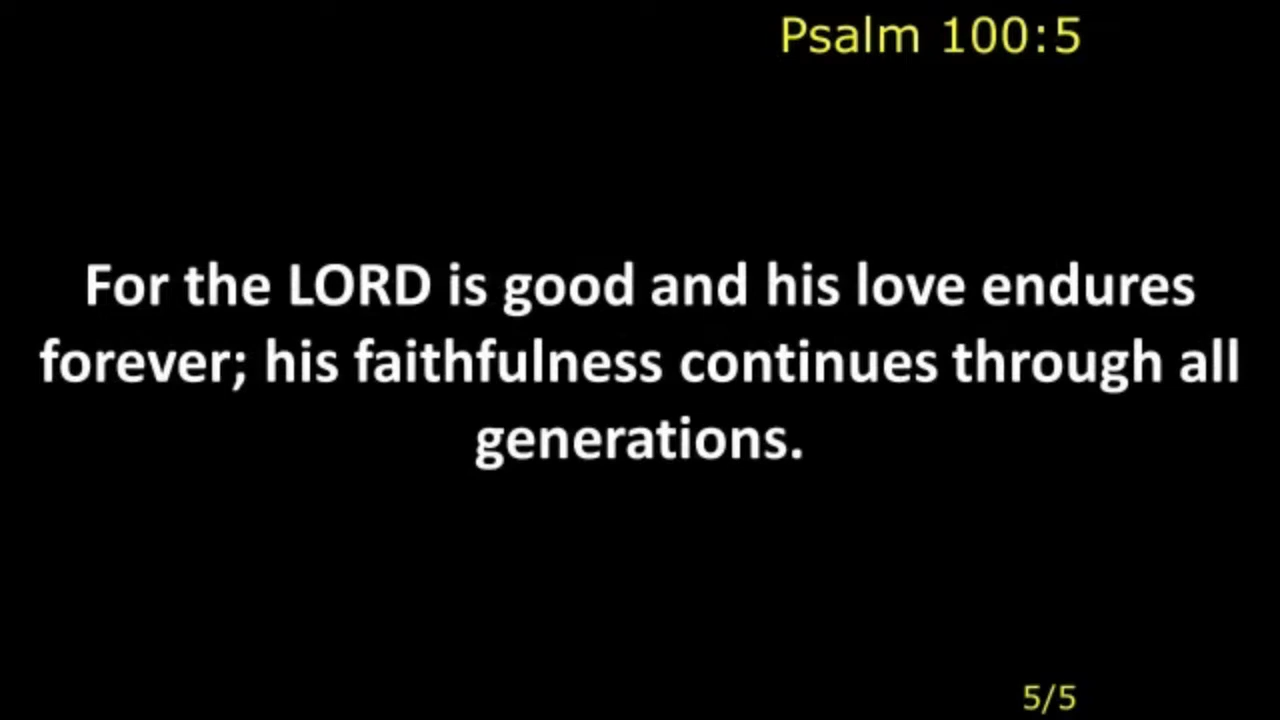 Psalm 100:5
For the LORD is good and his love endures
forever; his faithfulness continues through all
generations.
5/5